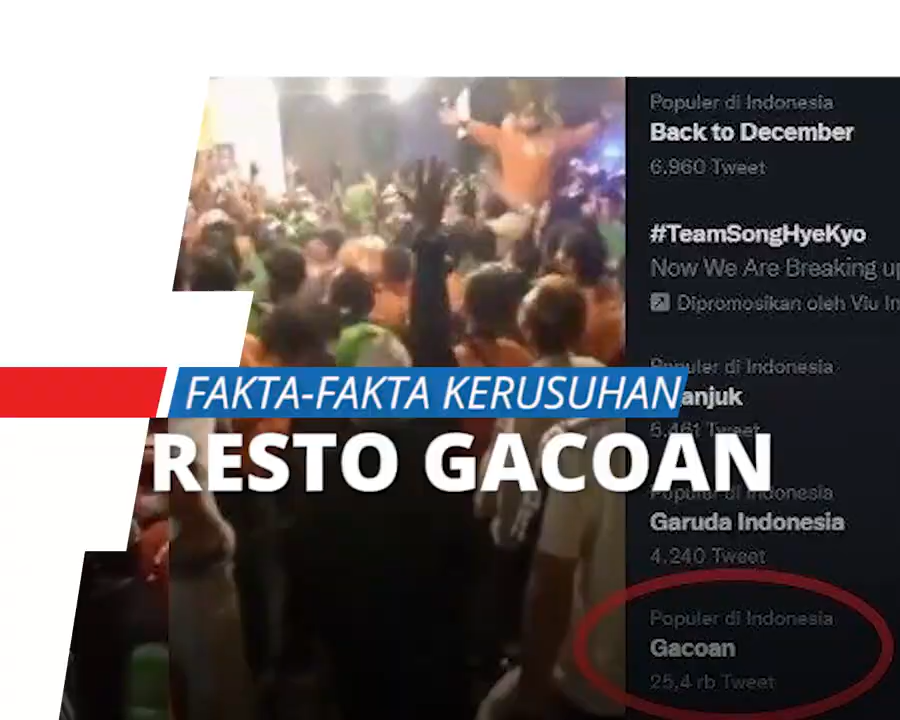 Populer di Indonesia
Back to December
6.960 Tweet
#TeamSongHyeKyo
Now We Are Breaking up
Dipromosikan oleh Viu In
Populer di Indonesia
anjuk
5.461 Tweet
FAKTA-FAKTA KERUSUHAN
RESTO GACOAN
Populer di Indonesia
Garuda Indonesia
4.240 Tweet
Populer di Indonesia
Gacoan
25,4 rb Tweet